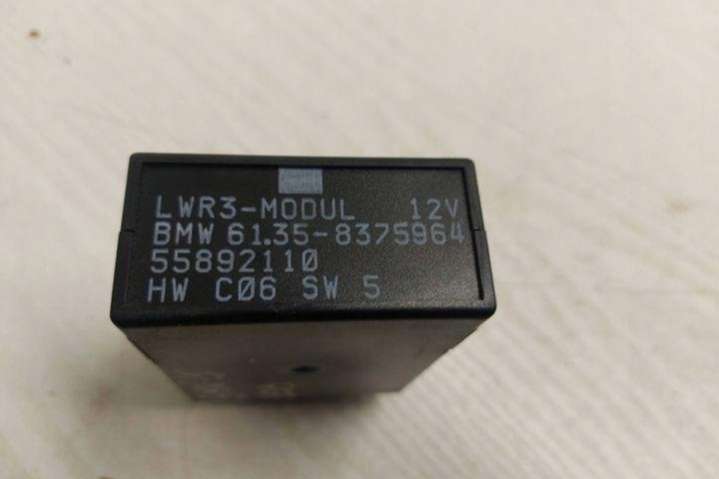 LWR3-MODUL 12V
BMW 61.35-8375964
55892110
HW C06 SW 5